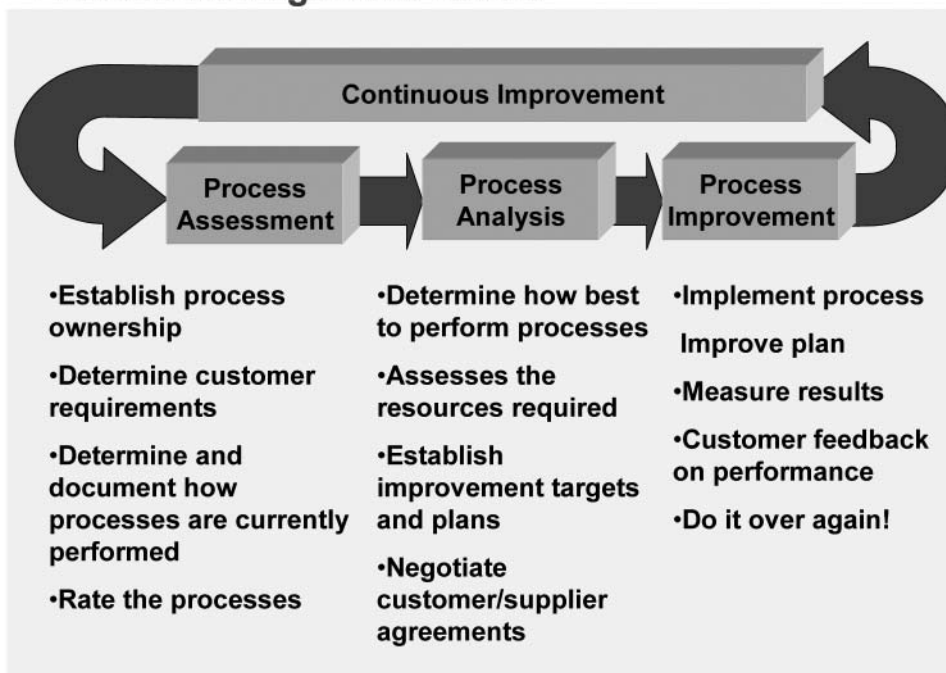 Continuous Improvement
Process
Assessment
Process
Analysis
Process
Improvement
•Establish process
ownership
•Determine customer
requirements
•Determine and
document how
processes are currently
performed
•Rate the processes
•Determine how best
to perform processes
•Assesses the
resources required
•Establish
improvement targets
and plans
•Negotiate
customer/supplier
agreements
•Implement process
Improve plan
•Measure results
•Customer feedback
on performance
•Do it over again!